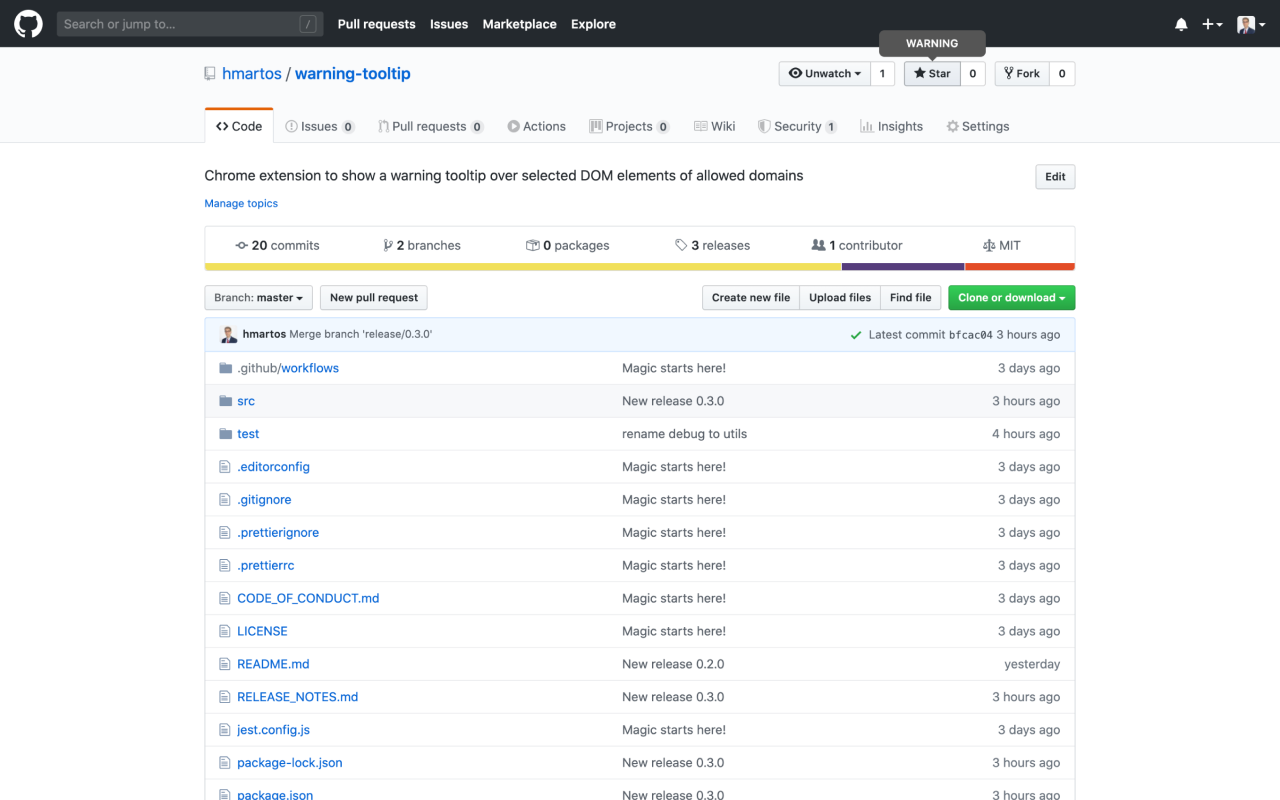 Search or jump to... / Pull requests Issues Marketplace Explore
WARNING
hmartos / warning-tooltip Unwatch 1 Star 0 Fork 0
Code Issues 0 Pull requests 0 Actions Projects 0 Wiki Security 1 Insights Settings
Chrome extension to show a warning tooltip over selected DOM elements of allowed domains Edit
Manage topics
20 commits 2 branches 0 packages 3 releases 1 contributor MIT
Branch: master New pull request Create new file Upload files Find file Clone or download
hmartos Merge branch 'release/0.3.0' Latest commit bfcac04 3 hours ago
.github/workflows Magic starts here! 3 days ago
src New release 0.3.0 3 hours ago
test rename debug to utils 4 hours ago
.editorconfig Magic starts here! 3 days ago
.gitignore Magic starts here! 3 days ago
.prettierignore Magic starts here! 3 days ago
.prettierrc Magic starts here! 3 days ago
CODE_OF_CONDUCT.md Magic starts here! 3 days ago
LICENSE Magic starts here! 3 days ago
README.md New release 0.2.0 yesterday
RELEASE_NOTES.md New release 0.3.0 3 hours ago
jest.config.js Magic starts here! 3 days ago
package-lock.json New release 0.3.0 3 hours ago
package.json New release 0.3.0 3 hours ago